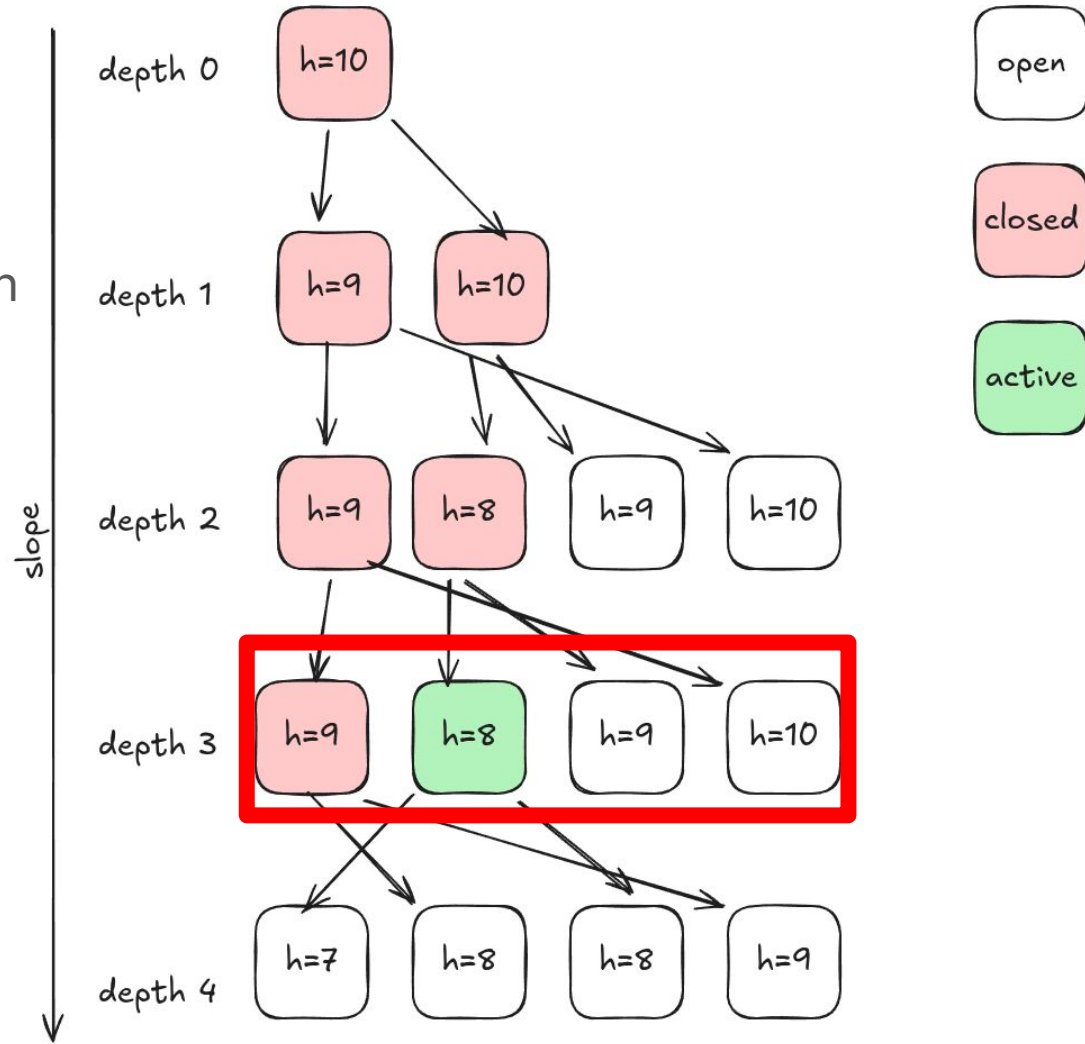 depth 0
h=10
open
closed
n
depth 1
h=9
h=10
active
slope
depth 2
h=9
h=8
h=9
h=10
depth 3
h=9
h=8
h=9
h=10
depth 4
h=7
h=8
h=8
h=9